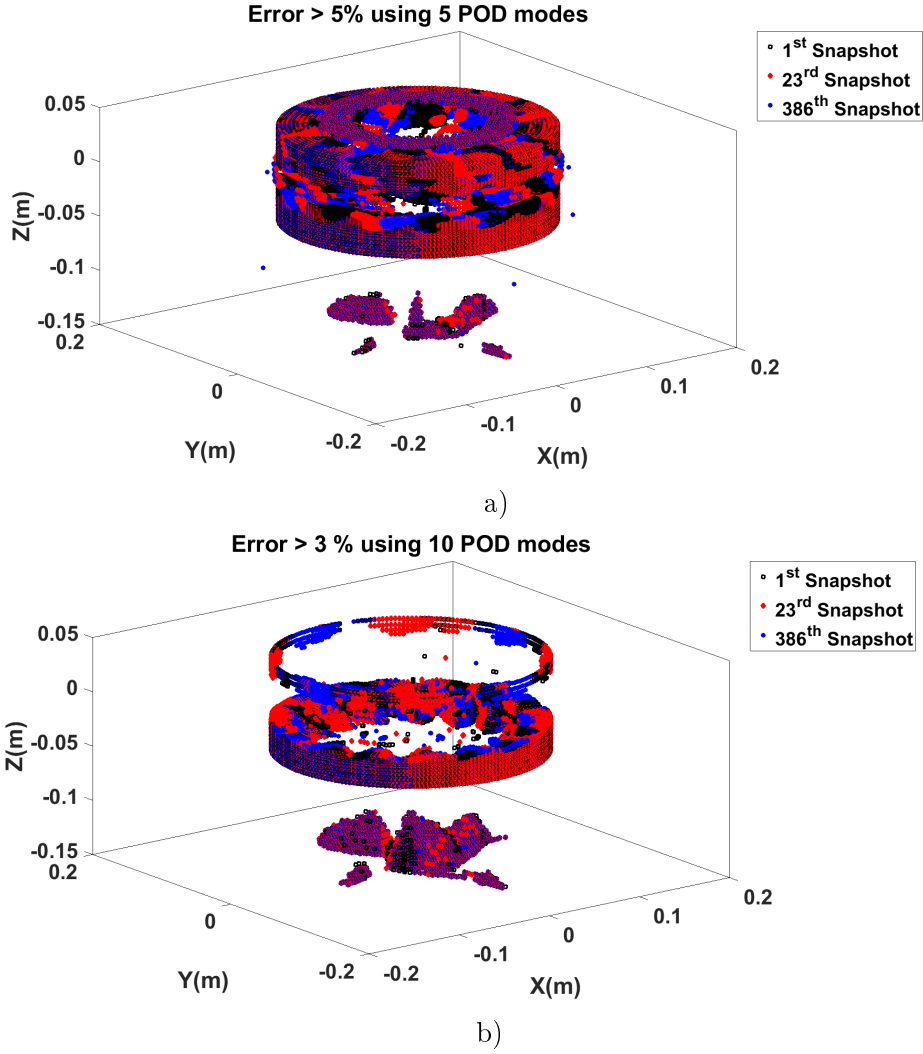 Error > 5% using 5 POD modes
1st Snapshot
23rd Snapshot
386th Snapshot
0.05
0
-0.05
-0.1
-0.15
Z(m)
0.2
0
-0.2
Y(m)
-0.2
-0.1
0
0.1
0.2
X(m)
a)
Error > 3 % using 10 POD modes
1st Snapshot
23rd Snapshot
386th Snapshot
0.05
0
-0.05
-0.1
-0.15
Z(m)
0.2
0
-0.2
Y(m)
-0.2
-0.1
0
0.1
0.2
X(m)
b)